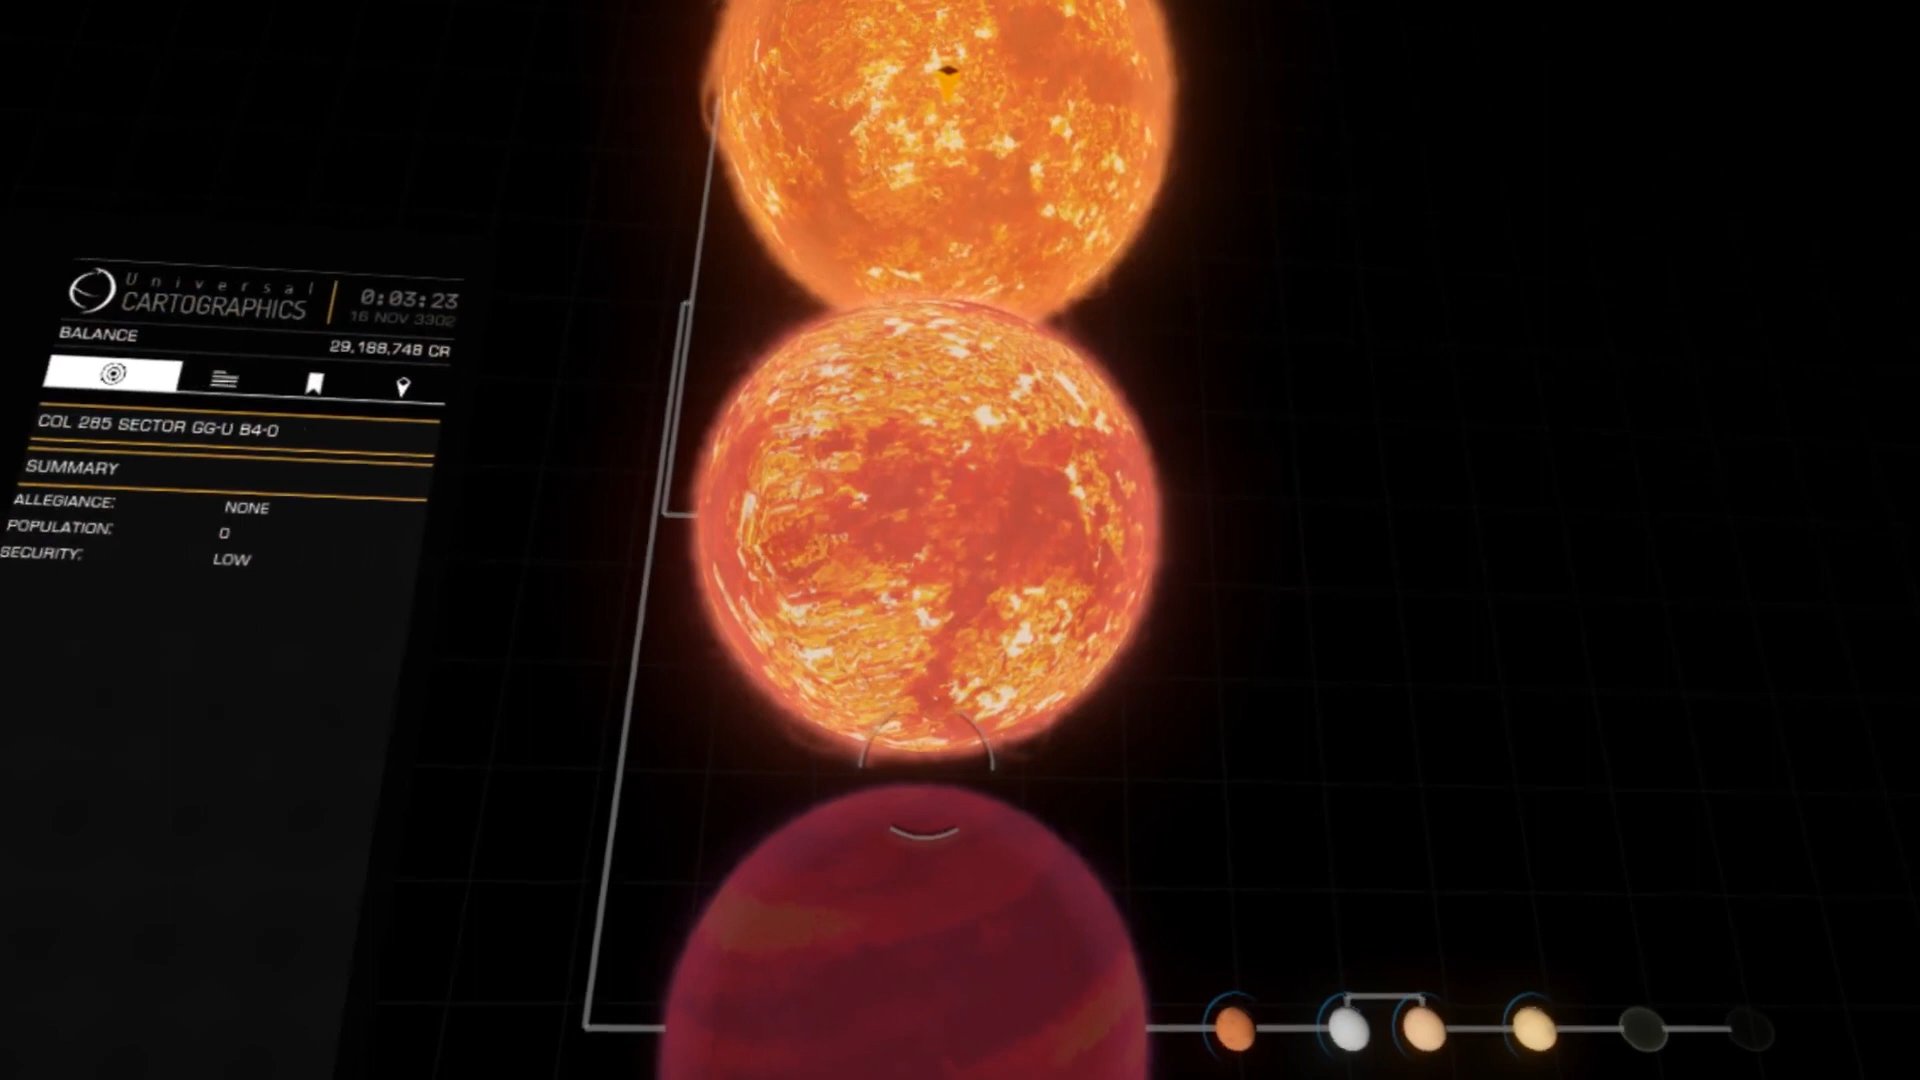 Universal
CARTOGRAPHICS
0:03:23
16 NOV 3302
BALANCE 29,188,748 CR
COL 285 SECTOR GG-U B4-0
SUMMARY
ALLEGIANCE: NONE
POPULATION: 0
SECURITY: LOW